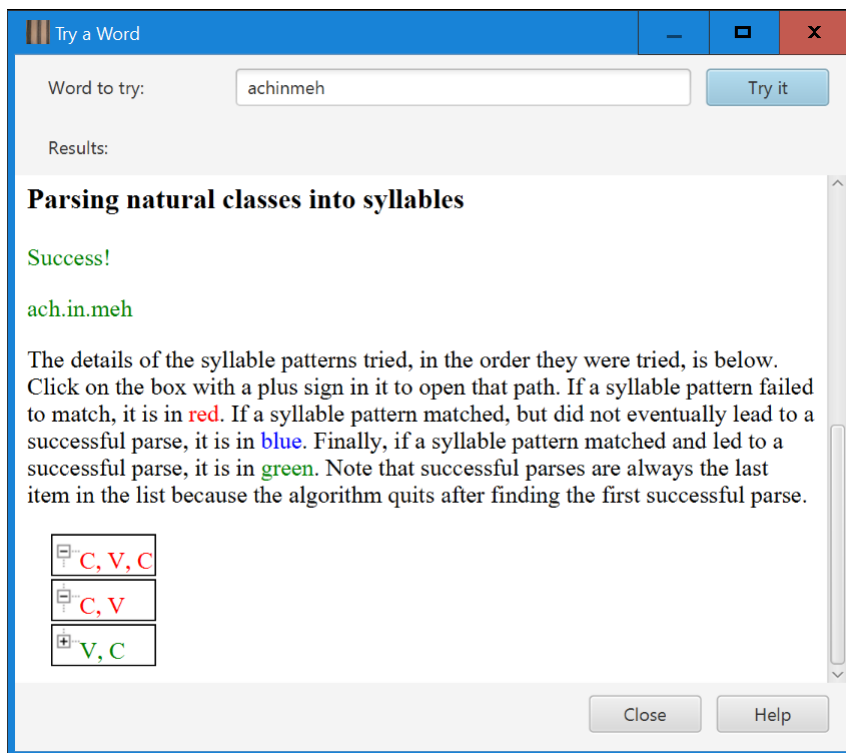 Try a Word
Word to try: achinmeh Try it
Results:
Parsing natural classes into syllables
Success!
ach.in.meh
The details of the syllable patterns tried, in the order they were tried, is below.
Click on the box with a plus sign in it to open that path. If a syllable pattern failed
to match, it is in red. If a syllable pattern matched, but did not eventually lead to a
successful parse, it is in blue. Finally, if a syllable pattern matched and led to a
successful parse, it is in green. Note that successful parses are always the last
item in the list because the algorithm quits after finding the first successful parse.
C, V, C
C, V
V, C
Close Help